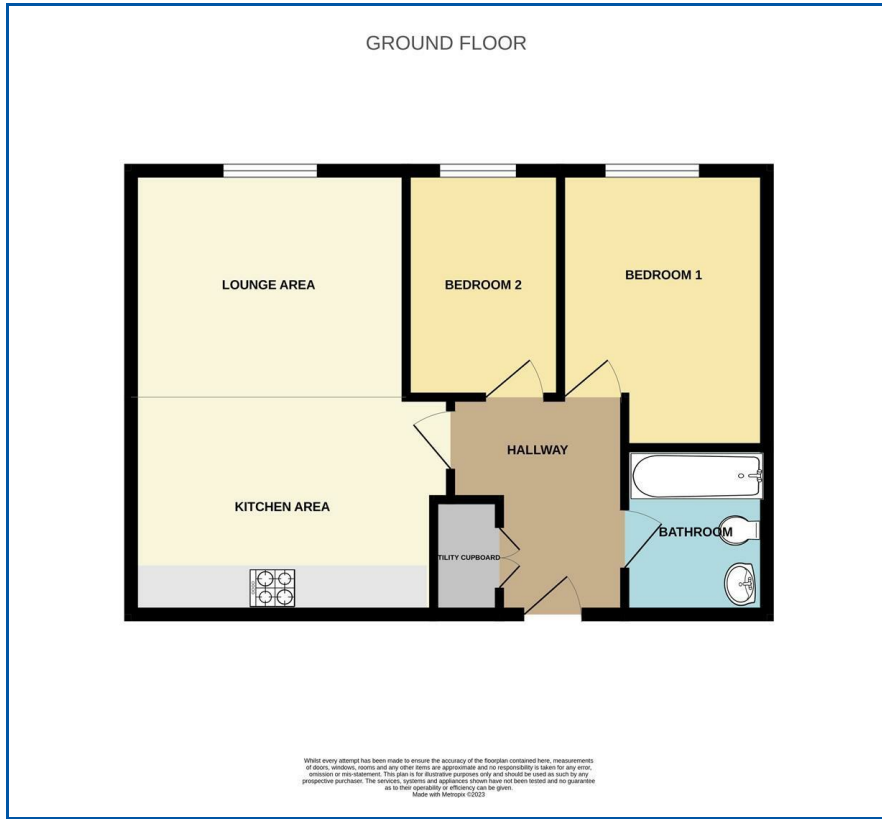 GROUND FLOOR
LOUNGE AREA
BEDROOM 2
BEDROOM 1
HALLWAY
KITCHEN AREA
TILITY CUPBOARD
BATHROOM
Whilst every attempt has been made to ensure the accuracy of the floorplan contained here, measurements
of doors, windows, rooms and any other items are approximate and no responsibility is taken for any error,
omission or mis-statement. This plan is for illustrative purposes only and should be used as such by any
prospective purchaser. The services, systems and appliances shown have not been tested and no guarantee
as to their operability or efficiency can be given.
Made with Metropix ©2023